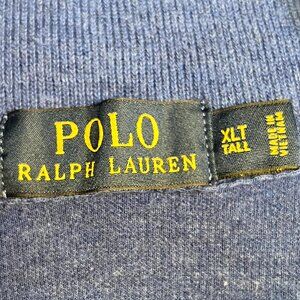 POLO
RALPH LAUREN
XLT
TALL
MADE IN
VIETNAM